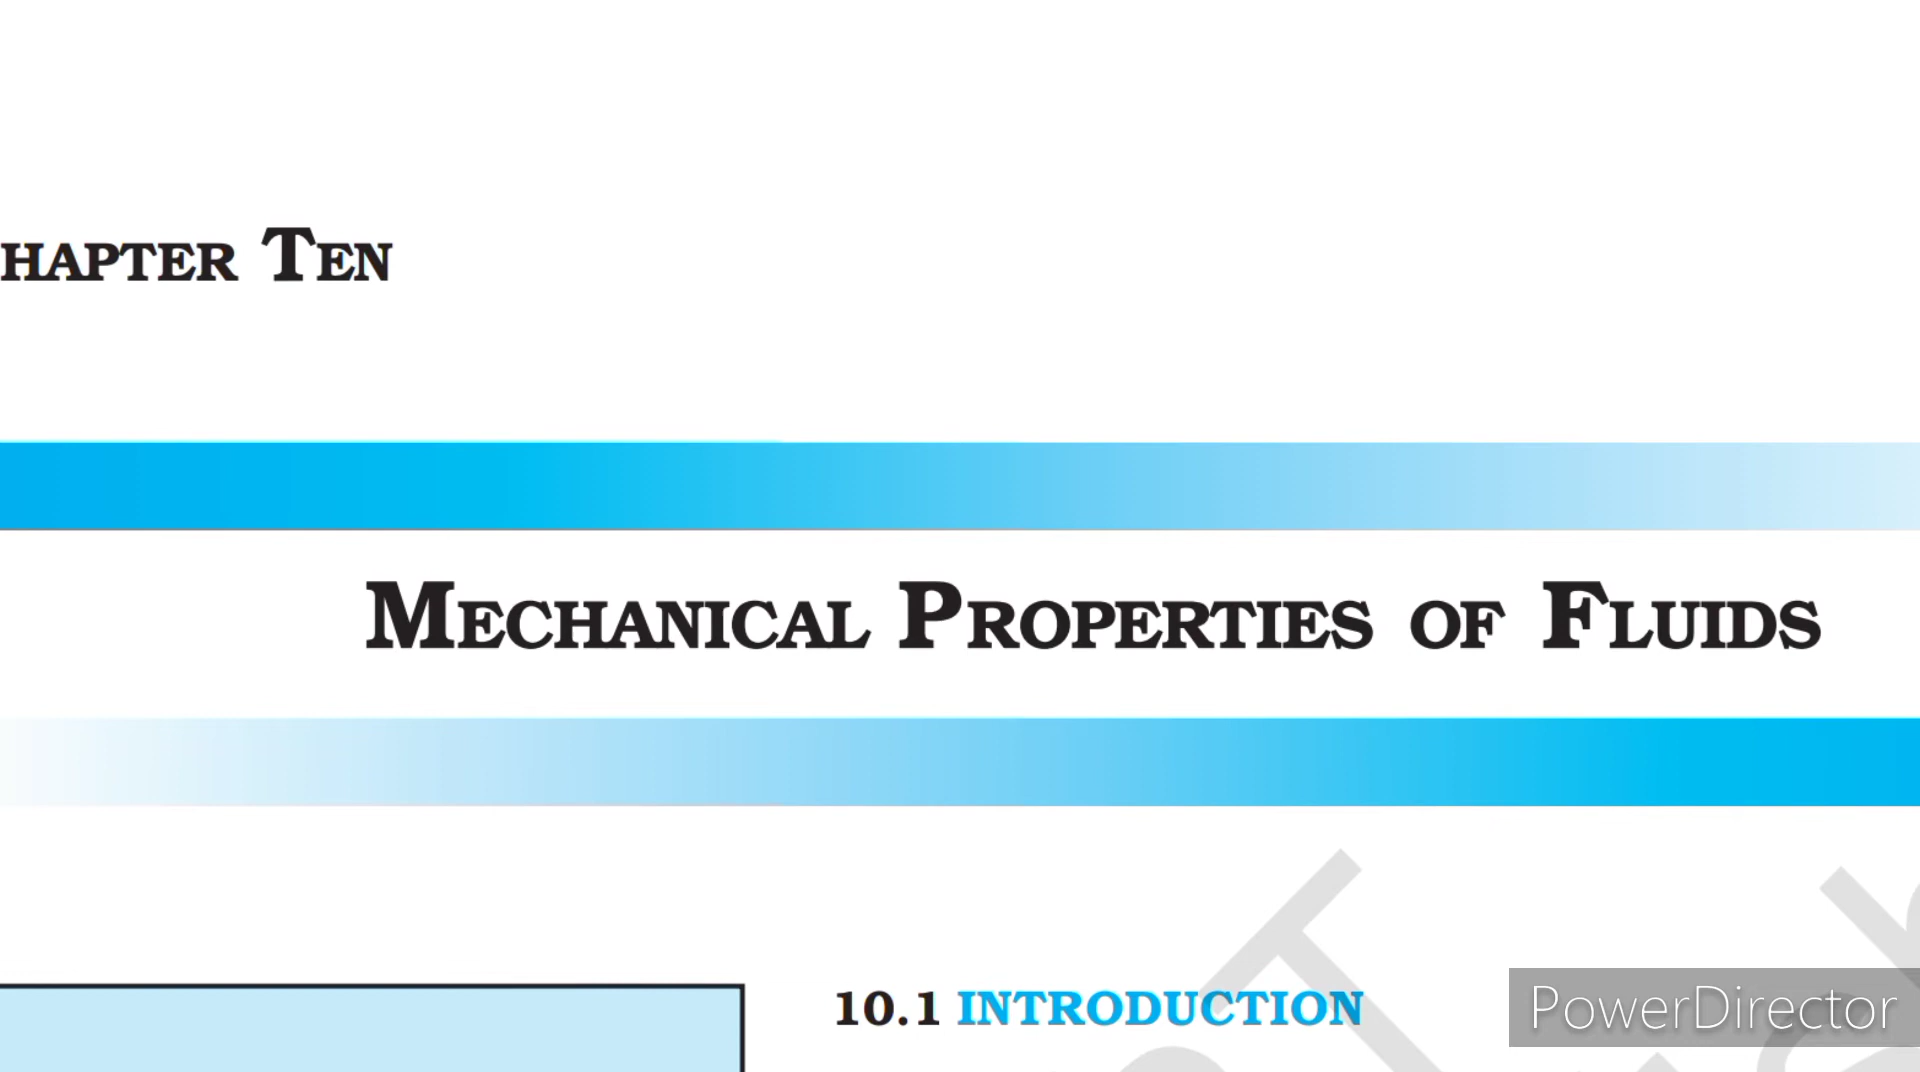 HAPTER TEN
MECHANICAL PROPERTIES OF FLUIDS
10.1 INTRODUCTION
PowerDirector